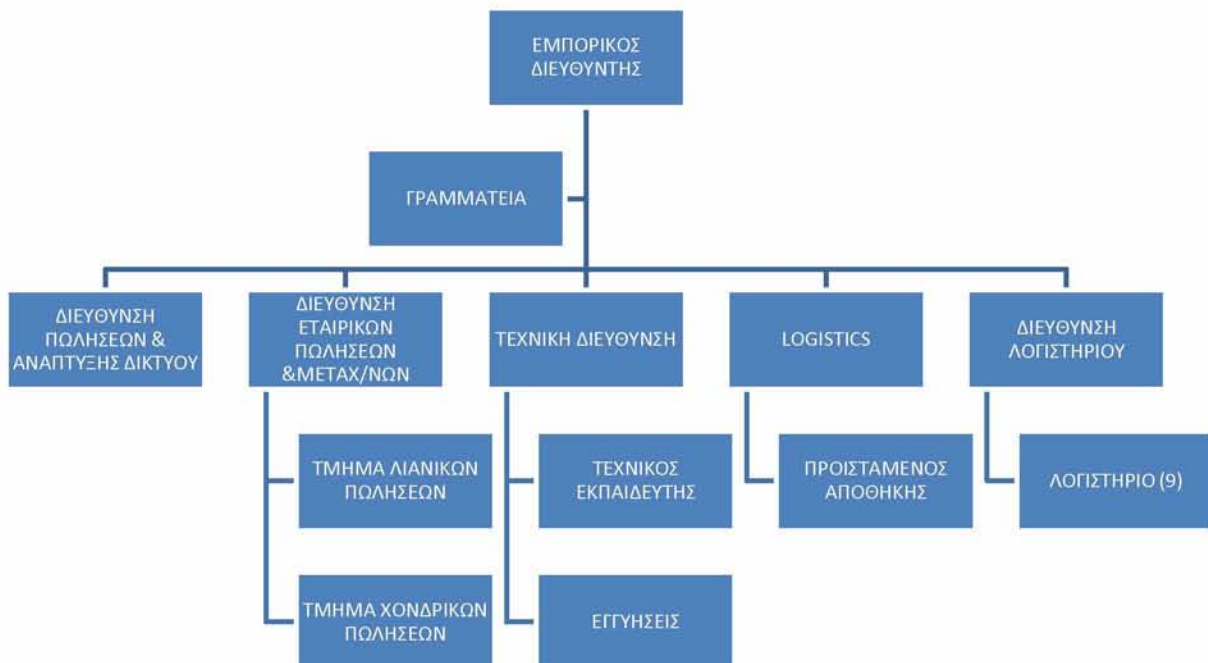 ΕΜΠΟΡΙΚΟΣ
ΔΙΕΥΘΥΝΤΗΣ
ΓΡΑΜΜΑΤΕΙΑ
ΔΙΕΥΘΥΝΣΗ
ΠΩΛΗΣΕΩΝ &
ΑΝΑΠΤΥΞΗΣ ΔΙΚΤΥΟΥ
ΔΙΕΥΘΥΝΣΗ
ΕΤΑΙΡΙΚΩΝ
ΠΩΛΗΣΕΩΝ
&ΜΕΤΑΧ/ΝΩΝ
ΤΕΧΝΙΚΗ ΔΙΕΥΘΥΝΣΗ
LOGISTICS
ΔΙΕΥΘΥΝΣΗ
ΛΟΓΙΣΤΗΡΙΟΥ
ΤΜΗΜΑ ΛΙΑΝΙΚΩΝ
ΠΩΛΗΣΕΩΝ
ΤΕΧΝΙΚΟΣ
ΕΚΠΑΙΔΕΥΤΗΣ
ΠΡΟΙΣΤΑΜΕΝΟΣ
ΑΠΟΘΗΚΗΣ
ΛΟΓΙΣΤΗΡΙΟ (9)
ΤΜΗΜΑ ΧΟΝΔΡΙΚΩΝ
ΠΩΛΗΣΕΩΝ
ΕΓΓΥΗΣΕΙΣ